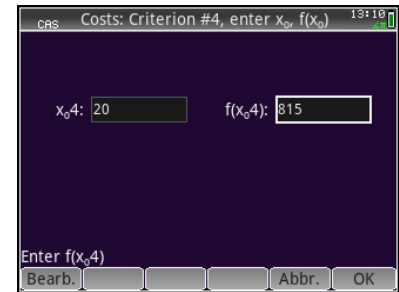 CAS Costs: Criterion #4, enter x₀, f(x₀) 13:10
x₀4: 20 f(x₀4): 815
Enter f(x₀4)
Bearb. Abbr. OK